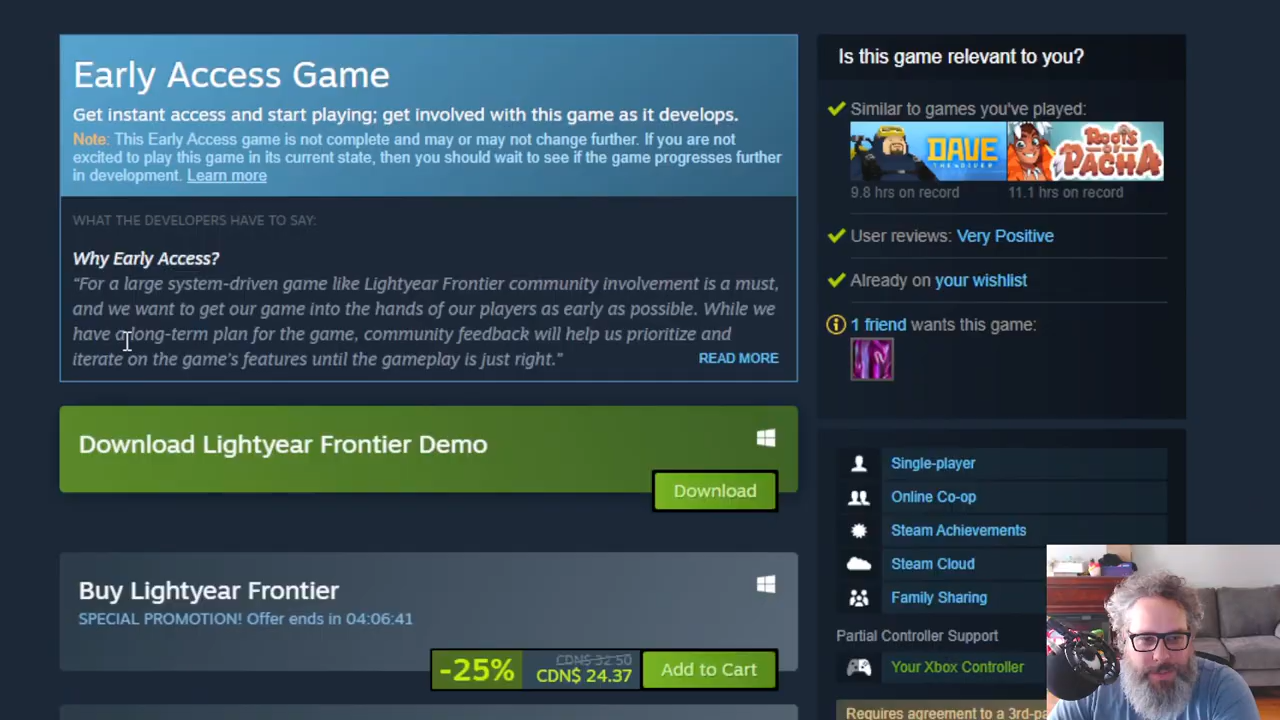 Early Access Game
Get instant access and start playing; get involved with this game as it develops.
Note: This Early Access game is not complete and may or may not change further. If you are not
excited to play this game in its current state, then you should wait to see if the game progresses further
in development. Learn more
WHAT THE DEVELOPERS HAVE TO SAY:
Why Early Access?
“For a large system-driven game like Lightyear Frontier community involvement is a must,
and we want to get our game into the hands of our players as early as possible. While we
have a long-term plan for the game, community feedback will help us prioritize and
iterate on the game's features until the gameplay is just right.”
READ MORE
Download Lightyear Frontier Demo
Download
Buy Lightyear Frontier
SPECIAL PROMOTION! Offer ends in 04:06:41
-25%
CDN$ 32.50
CDN$ 24.37
Add to Cart
Is this game relevant to you?
Similar to games you've played:
DAVE
THE DIVER
ROOTS
OF
PACHA
9.8 hrs on record
11.1 hrs on record
User reviews: Very Positive
Already on your wishlist
1 friend wants this game:
Single-player
Online Co-op
Steam Achievements
Steam Cloud
Family Sharing
Partial Controller Support
Your Xbox Controller
Requires agreement to a 3rd-pa